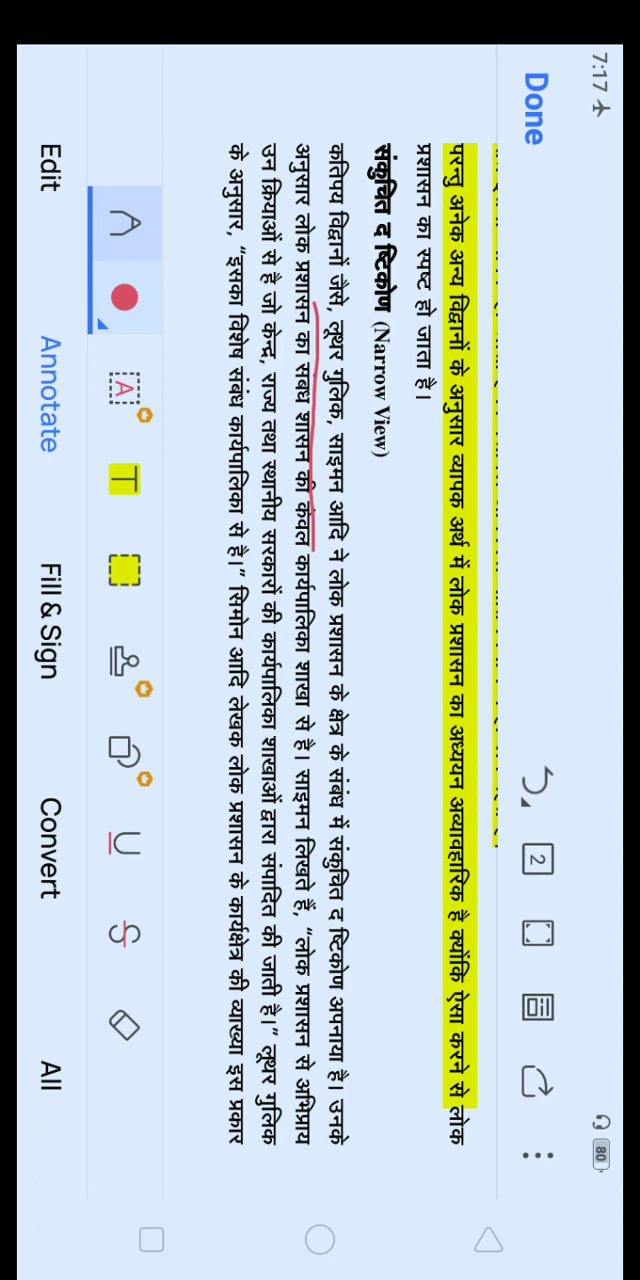 7:17
80
Done
2
परन्तु अनेक अन्य विद्वानों के अनुसार व्यापक अर्थ में लोक प्रशासन का अध्ययन अव्यावहारिक है क्योंकि ऐसा करने से लोक
प्रशासन का स्पष्ट हो जाता है।
संकुचित द ष्टिकोण (Narrow View)
कतिपय विद्वानों जैसे, लूथर गुलिक, साइमन आदि ने लोक प्रशासन के क्षेत्र के संबंध में संकुचित द ष्टिकोण अपनाया है। उनके
अनुसार लोक प्रशासन का संबंध शासन की केवल कार्यपालिका शाखा से है। साइमन लिखते हैं, “लोक प्रशासन से अभिप्राय
उन क्रियाओं से है जो केन्द्र, राज्य तथा स्थानीय सरकारों की कार्यपालिका शाखाओं द्वारा संपादित की जाती है।” लूथर गुलिक
के अनुसार, “इसका विशेष संबंध कार्यपालिका से है।” सिमोन आदि लेखक लोक प्रशासन के कार्यक्षेत्र की व्याख्या इस प्रकार
A
T
U
S
Edit Annotate Fill & Sign Convert All